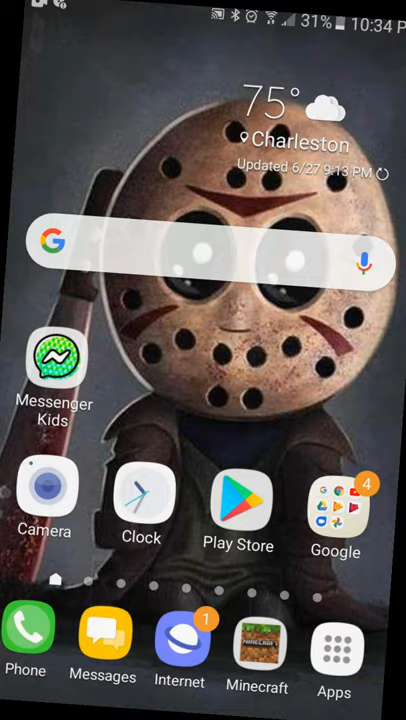 31% 10:34 P
75°
Charleston
Updated 6/27 9:13 PM
G
Messenger
Kids
4
Camera
Clock
Play Store
Google
1
MINECRAFT
Phone
Messages
Internet
Minecraft
Apps